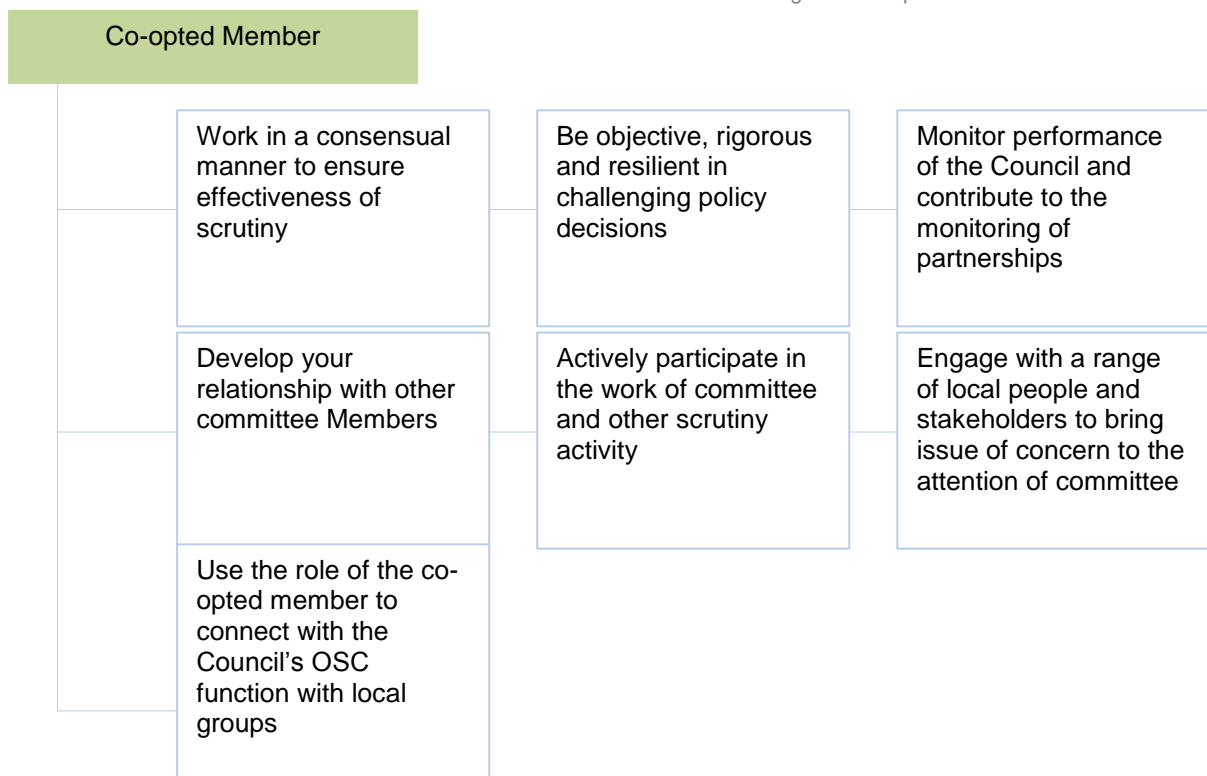 Co-opted Member
Work in a consensual
manner to ensure
effectiveness of
scrutiny
Be objective, rigorous
and resilient in
challenging policy
decisions
Monitor performance
of the Council and
contribute to the
monitoring of
partnerships
Develop your
relationship with other
committee Members
Actively participate in
the work of committee
and other scrutiny
activity
Engage with a range
of local people and
stakeholders to bring
issue of concern to the
attention of committee
Use the role of the co-
opted member to
connect with the
Council’s OSC
function with local
groups